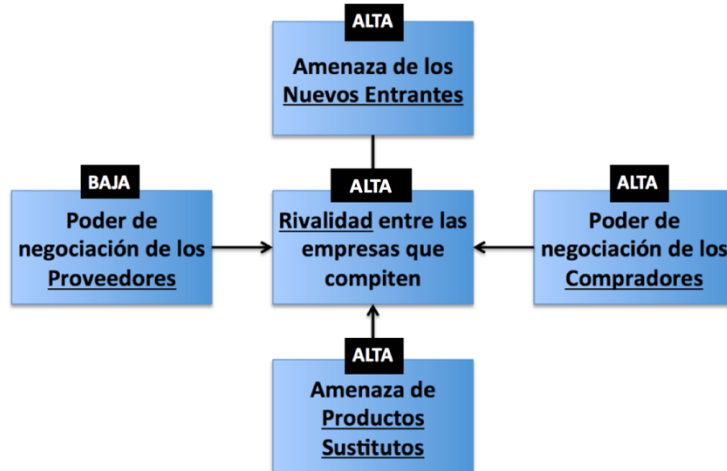 ALTA
Amenaza de los
Nuevos Entrantes
BAJA
Poder de
negociación de los
Proveedores
ALTA
Rivalidad entre las
empresas que
compiten
ALTA
Poder de
negociación de los
Compradores
ALTA
Amenaza de
Productos
Sustitutos